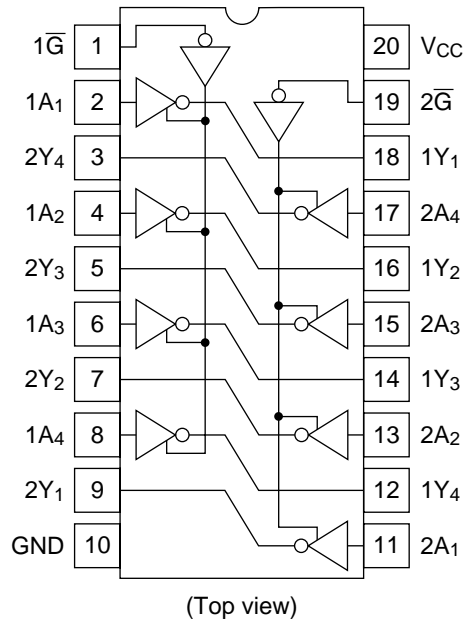 1G̅ 1 20 VCC
1A1 2 19 2G̅
2Y4 3 18 1Y1
1A2 4 17 2A4
2Y3 5 16 1Y2
1A3 6 15 2A3
2Y2 7 14 1Y3
1A4 8 13 2A2
2Y1 9 12 1Y4
GND 10 11 2A1
(Top view)